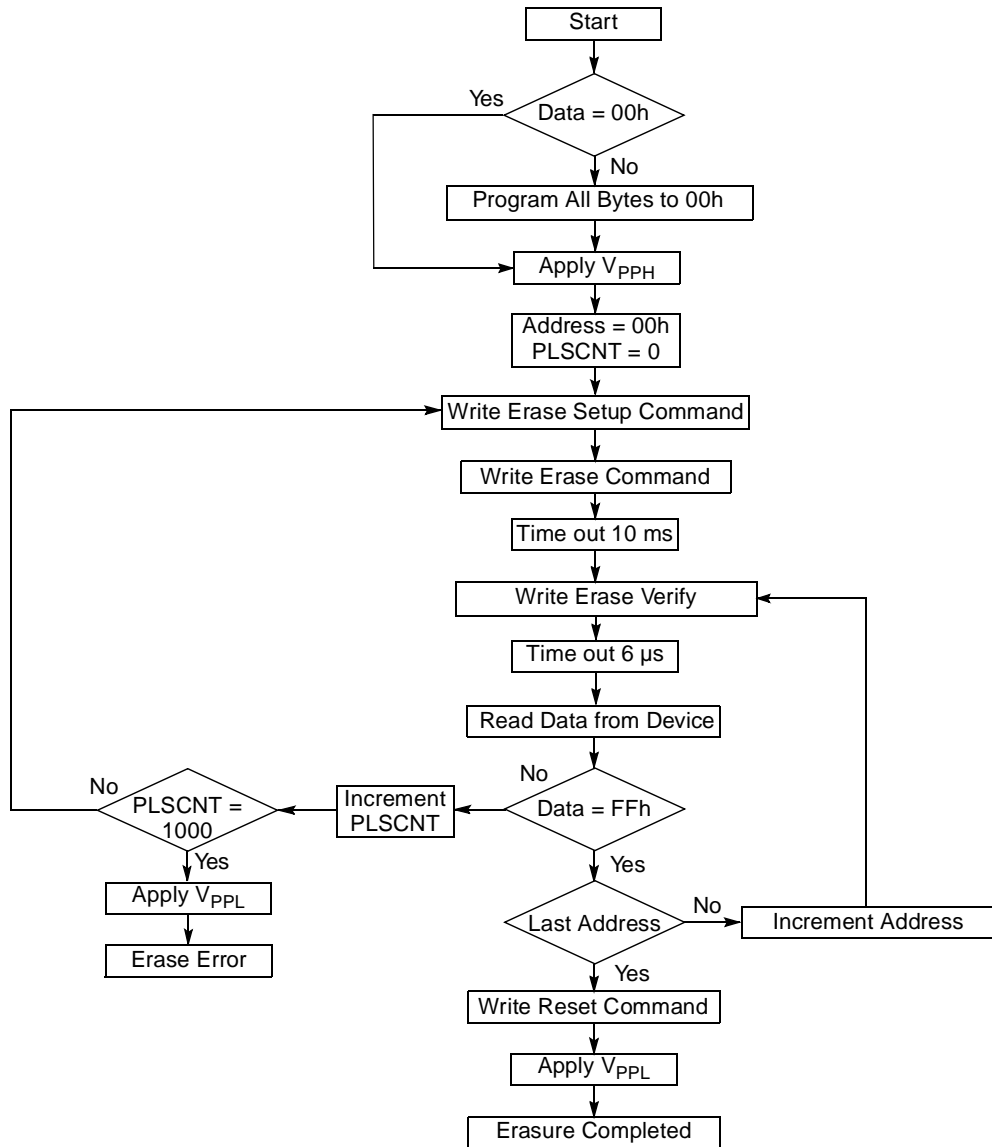 Start
Yes
Data = 00h
No
Program All Bytes to 00h
Apply VPPH
Address = 00h
PLSCNT = 0
Write Erase Setup Command
Write Erase Command
Time out 10 ms
Write Erase Verify
Time out 6 µs
Read Data from Device
No
Data = FFh
Increment
PLSCNT
No
PLSCNT =
1000
Yes
Apply VPPL
Erase Error
Yes
Last Address
No
Increment Address
Yes
Write Reset Command
Apply VPPL
Erasure Completed